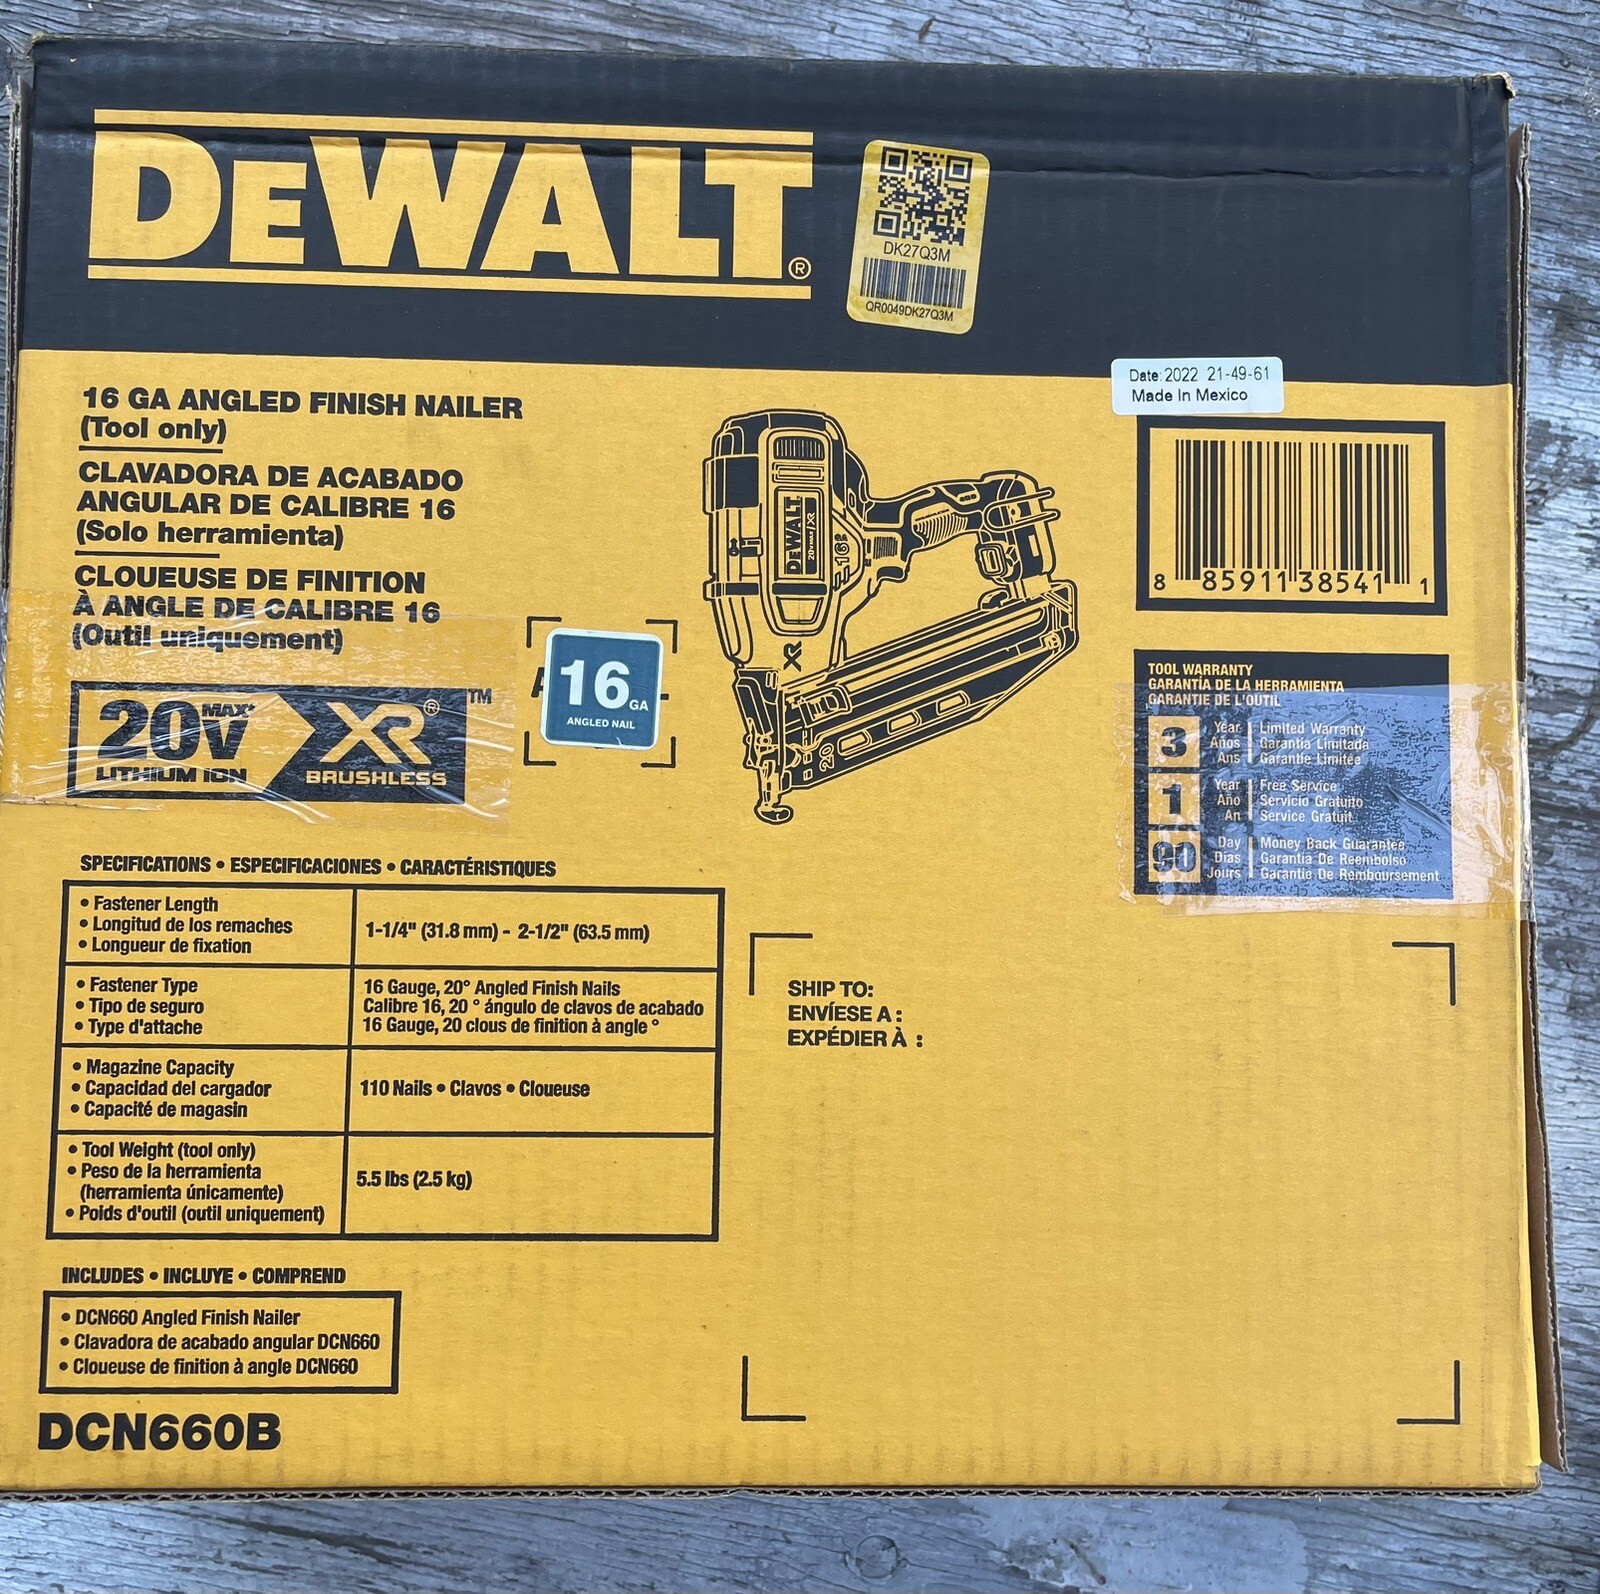 DEWALT®
DK27Q3M
QR0049DK27Q3M
Date: 2022 21-49-61
Made In Mexico
16 GA ANGLED FINISH NAILER
(Tool only)
CLAVADORA DE ACABADO
ANGULAR DE CALIBRE 16
(Solo herramienta)
CLOUEUSE DE FINITION
À ANGLE DE CALIBRE 16
(Outil uniquement)
20V MAX* XR® BRUSHLESS ™
LITHIUM ION
16 GA
ANGLED NAIL
DEWALT
20V MAX XR
16
XR
20
8 85911 38541 1
TOOL WARRANTY
GARANTÍA DE LA HERRAMIENTA
GARANTIE DE L'OUTIL
3
Year Limited Warranty
Años Garantía Limitada
Ans Garantie Limitée
1
Year Free Service
Año Servicio Gratuito
An Service Gratuit
90
Day Money Back Guarantee
Dias Garantía De Reembolso
Jours Garantie De Remboursement
SPECIFICATIONS • ESPECIFICACIONES • CARACTÉRISTIQUES
• Fastener Length
• Longitud de los remaches
• Longueur de fixation
1-1/4" (31.8 mm) - 2-1/2" (63.5 mm)
• Fastener Type
• Tipo de seguro
• Type d'attache
16 Gauge, 20° Angled Finish Nails
Calibre 16, 20 ° ángulo de clavos de acabado
16 Gauge, 20 clous de finition à angle °
• Magazine Capacity
• Capacidad del cargador
• Capacité de magasin
110 Nails • Clavos • Cloueuse
• Tool Weight (tool only)
• Peso de la herramienta
(herramienta únicamente)
• Poids d'outil (outil uniquement)
5.5 lbs (2.5 kg)
SHIP TO:
ENVÍESE A :
EXPÉDIER À :
INCLUDES • INCLUYE • COMPREND
• DCN660 Angled Finish Nailer
• Clavadora de acabado angular DCN660
• Cloueuse de finition à angle DCN660
DCN660B